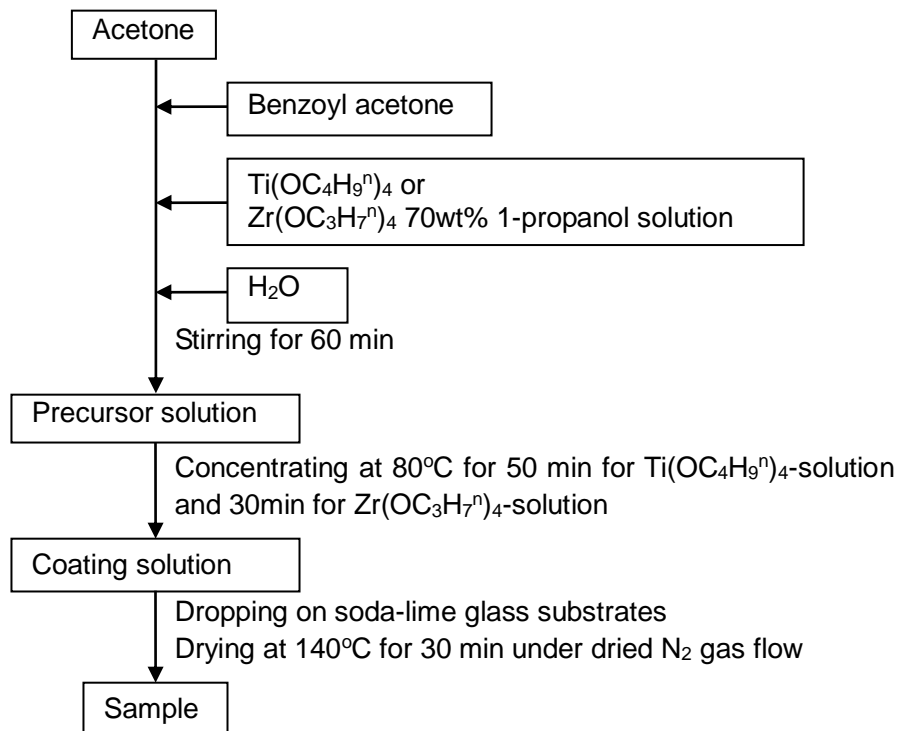 Acetone
Benzoyl acetone
Ti(OC₄H₉ⁿ)₄ or
Zr(OC₃H₇ⁿ)₄ 70wt% 1-propanol solution
H₂O
Stirring for 60 min
Precursor solution
Concentrating at 80°C for 50 min for Ti(OC₄H₉ⁿ)₄-solution
and 30min for Zr(OC₃H₇ⁿ)₄-solution
Coating solution
Dropping on soda-lime glass substrates
Drying at 140°C for 30 min under dried N₂ gas flow
Sample